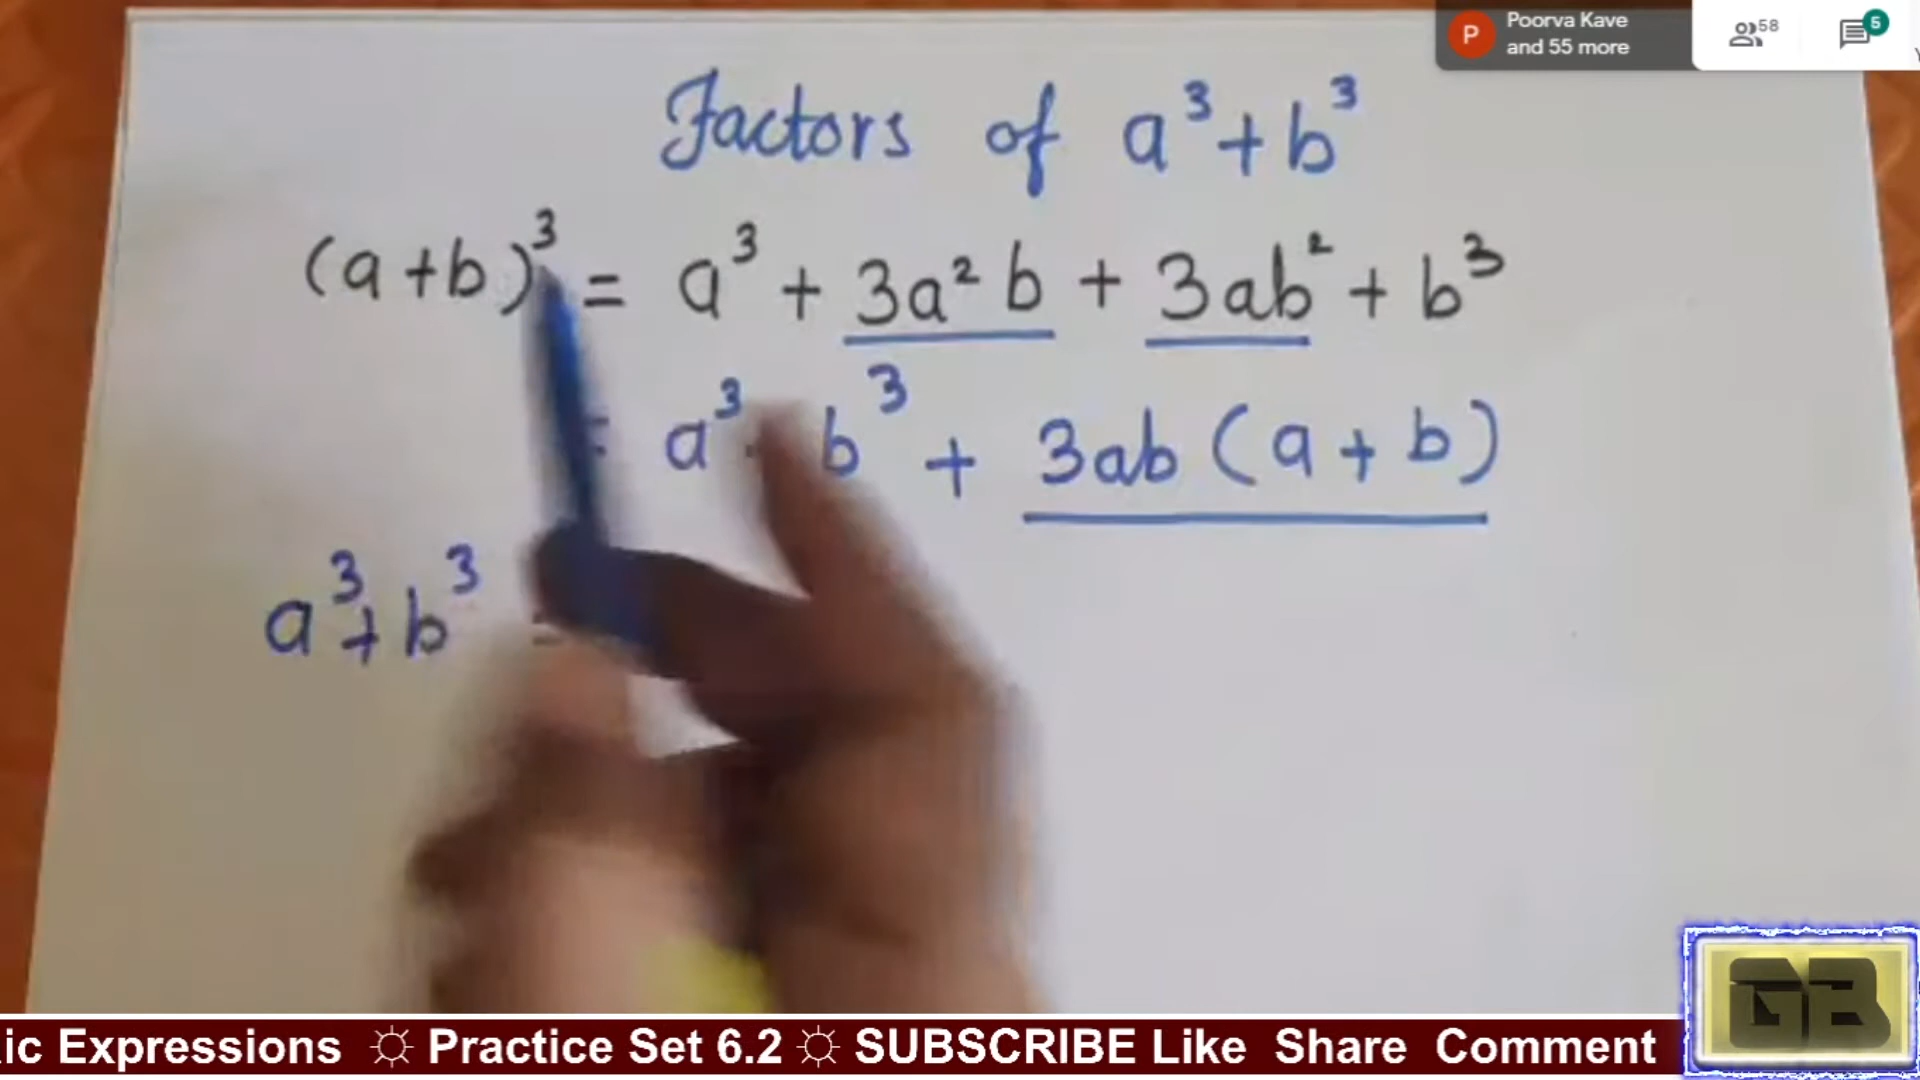 Poorva Kave
and 55 more
P
58
5
Factors of a³+b³
(a+b)³ = a³ + 3a²b + 3ab² + b³
= a³ b³ + 3ab(a+b)
a³+b³ =
ic Expressions ☼ Practice Set 6.2 ☼ SUBSCRIBE Like Share Comment
GB